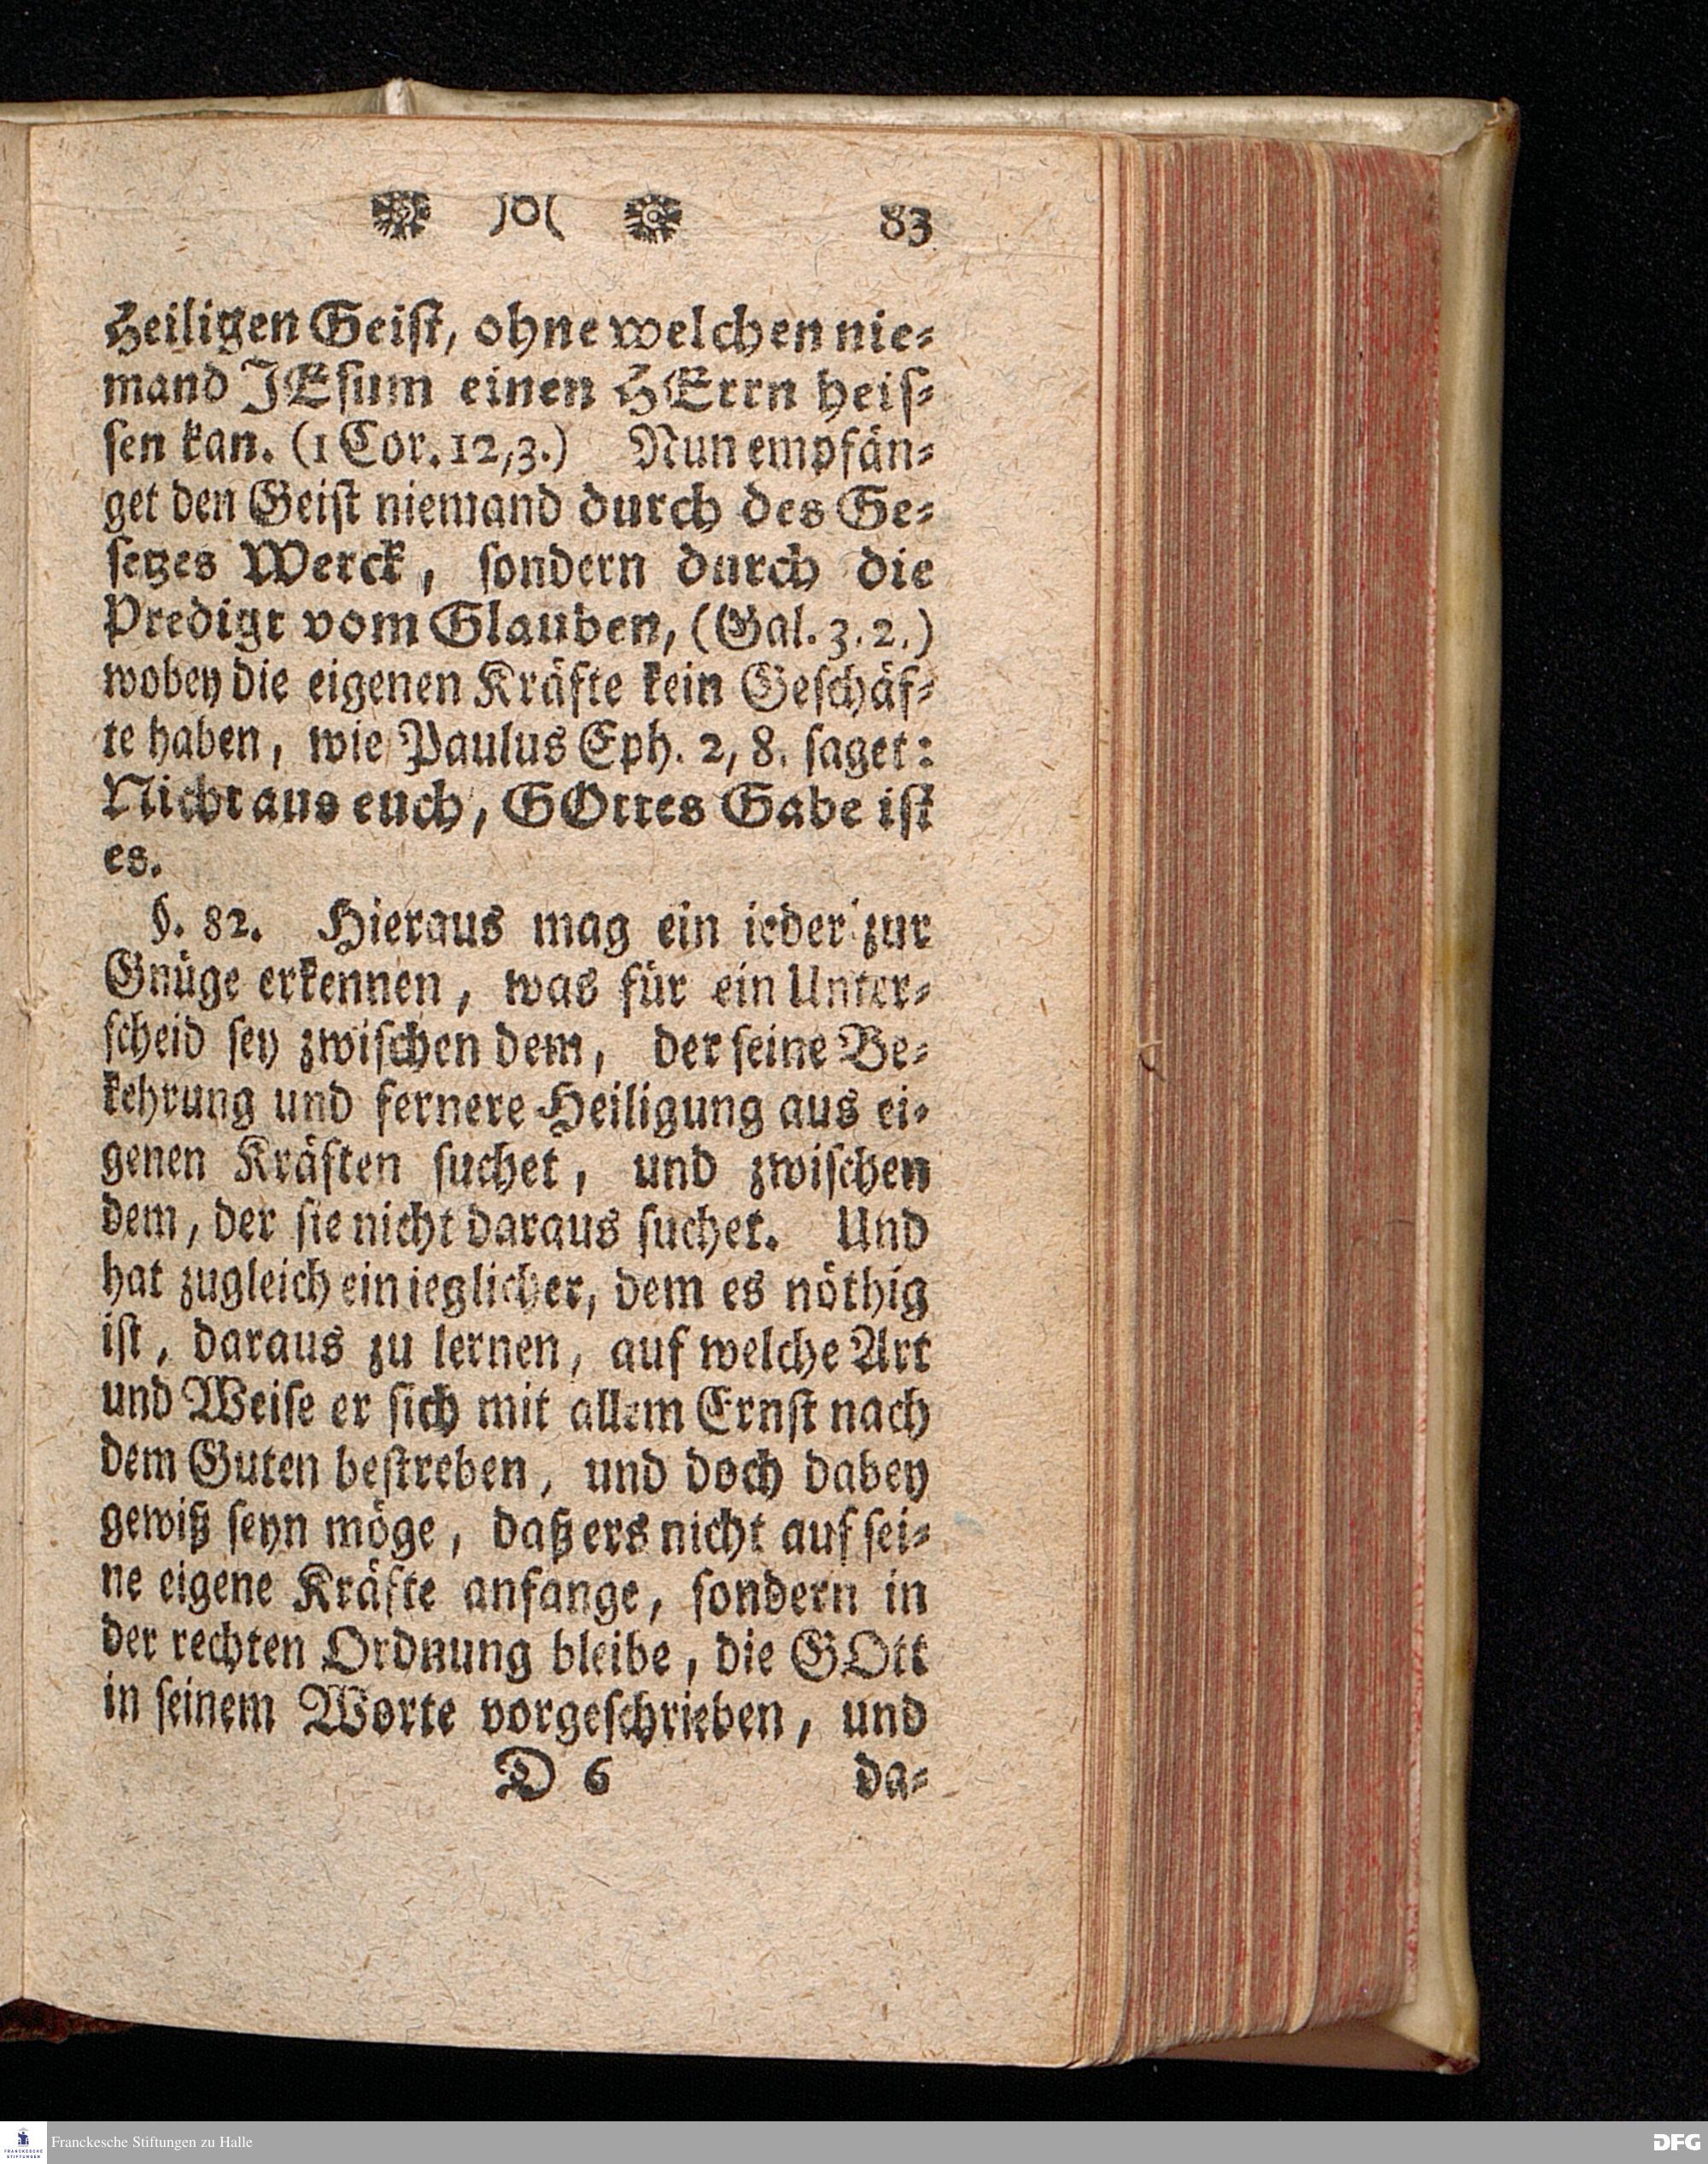 )o( 83
Heiligen Geist, ohne welchen nie-
mand JEsum einen HErrn heis-
sen kan. (1 Cor. 12,3.) Nun empfän-
get den Geist niemand durch des Ge-
setzes Werck, sondern durch die
Predigt vom Glauben, (Gal. 3. 2.)
wobey die eigenen Kräfte kein Geschäf-
te haben, wie Paulus Eph. 2, 8. saget:
Nicht aus euch, GOttes Gabe ist
es.
§. 82. Hieraus mag ein ieder zur
Gnüge erkennen, was für ein Unter-
scheid sey zwischen dem, der seine Be-
kehrung und fernere Heiligung aus ei-
genen Kräften suchet, und zwischen
dem, der sie nicht daraus suchet. Und
hat zugleich ein ieglicher, dem es nöthig
ist, daraus zu lernen, auf welche Art
und Weise er sich mit allem Ernst nach
dem Guten bestreben, und doch dabey
gewiß seyn möge, daß ers nicht auf sei-
ne eigene Kräfte anfange, sondern in
der rechten Ordnung bleibe, die GOtt
in seinem Worte vorgeschrieben, und
D 6 da-
FRANCKESCHE
STIFTUNGEN
Franckesche Stiftungen zu Halle
DFG